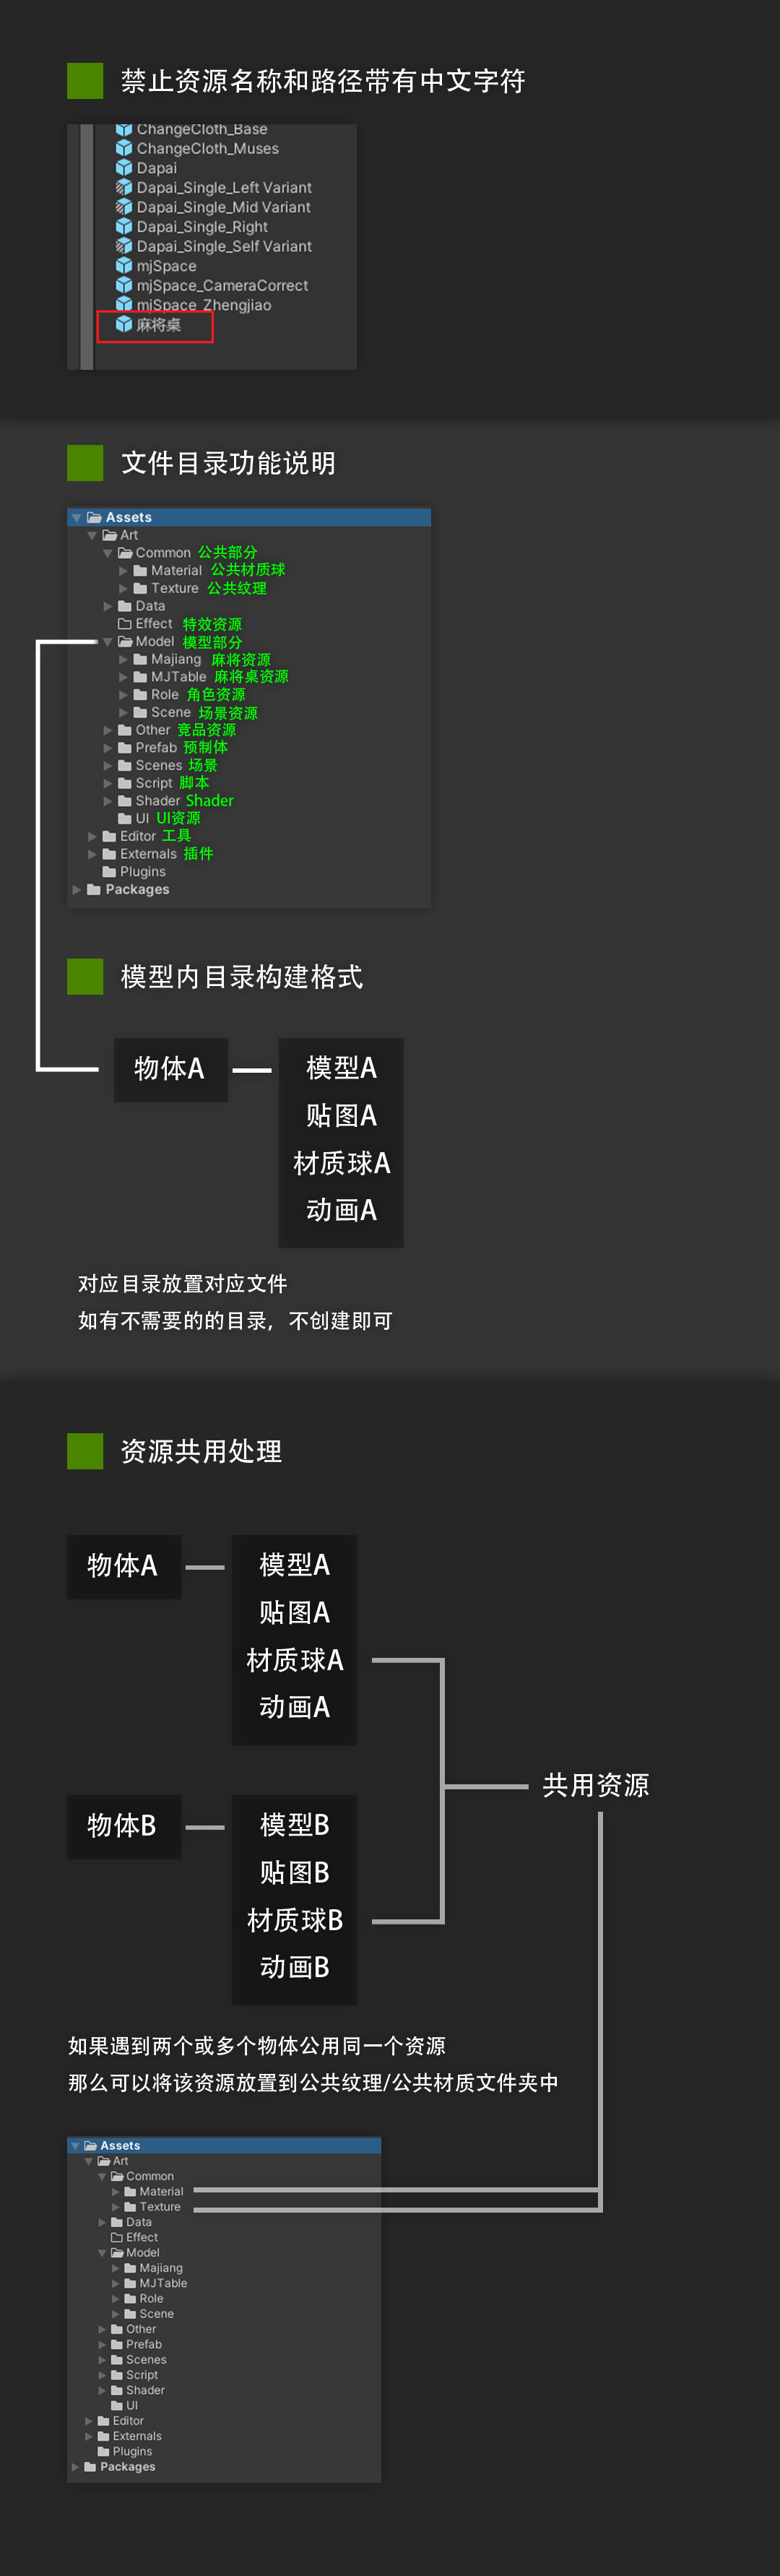 禁止资源名称和路径带有中文字符
ChangeCloth_Base
ChangeCloth_Muses
Dapai
Dapai_Single_Left Variant
Dapai_Single_Mid Variant
Dapai_Single_Right
Dapai_Single_Self Variant
mjSpace
mjSpace_CameraCorrect
mjSpace_Zhengjiao
麻将桌
文件目录功能说明
Assets
Art
Common 公共部分
Material 公共材质球
Texture 公共纹理
Data
Effect 特效资源
Model 模型部分
Majiang 麻将资源
MJTable 麻将桌资源
Role 角色资源
Scene 场景资源
Other 竞品资源
Prefab 预制体
Scenes 场景
Script 脚本
Shader Shader
UI UI资源
Editor 工具
Externals 插件
Plugins
Packages
模型内目录构建格式
物体A
模型A
贴图A
材质球A
动画A
对应目录放置对应文件
如有不需要的的目录，不创建即可
资源共用处理
物体A
模型A
贴图A
材质球A
动画A
共用资源
物体B
模型B
贴图B
材质球B
动画B
如果遇到两个或多个物体公用同一个资源
那么可以将该资源放置到公共纹理/公共材质文件夹中
Assets
Art
Common
Material
Texture
Data
Effect
Model
Majiang
MJTable
Role
Scene
Other
Prefab
Scenes
Script
Shader
UI
Editor
Externals
Plugins
Packages